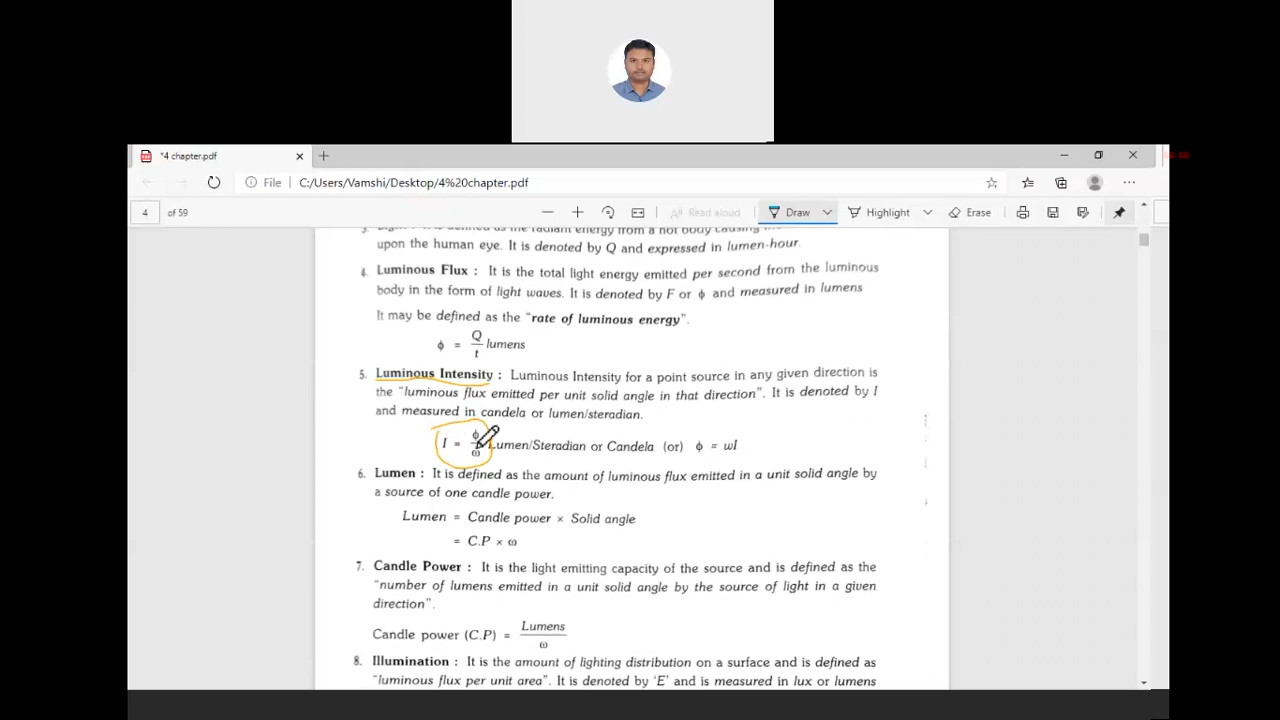 *4 chapter.pdf
File
C:/Users/Vamshi/Desktop/4%20chapter.pdf
4 of 59
Read aloud
Draw
Highlight
Erase
upon the human eye. It is denoted by Q and expressed in lumen-hour.
4. Luminous Flux : It is the total light energy emitted per second from the luminous
body in the form of light waves. It is denoted by F or ϕ and measured in lumens
It may be defined as the "rate of luminous energy".
ϕ = Q/t lumens
5. Luminous Intensity : Luminous Intensity for a point source in any given direction is
the "luminous flux emitted per unit solid angle in that direction". It is denoted by I
and measured in candela or lumen/steradian.
I = ϕ/ω Lumen/Steradian or Candela (or) ϕ = ωI
6. Lumen : It is defined as the amount of luminous flux emitted in a unit solid angle by
a source of one candle power.
Lumen = Candle power × Solid angle
= C.P × ω
7. Candle Power : It is the light emitting capacity of the source and is defined as the
"number of lumens emitted in a unit solid angle by the source of light in a given
direction".
Candle power (C.P) = Lumens/ω
8. Illumination : It is the amount of lighting distribution on a surface and is defined as
"luminous flux per unit area". It is denoted by 'E' and is measured in lux or lumens